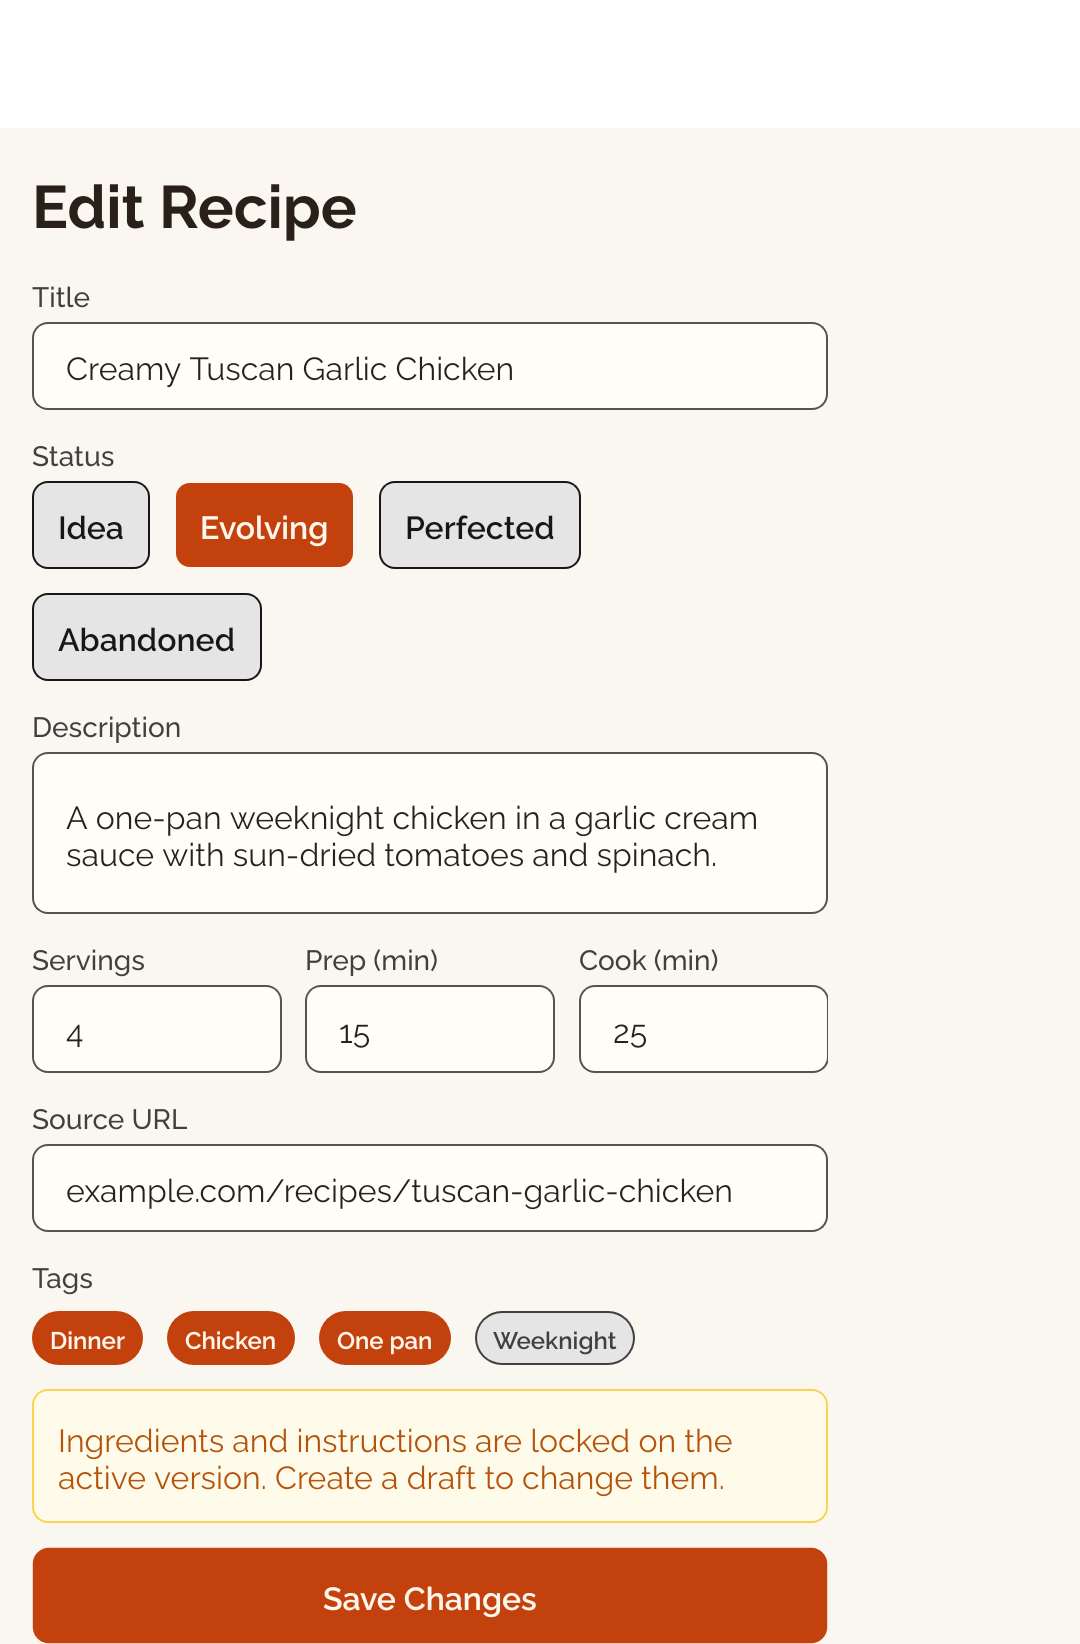 Edit Recipe
Title
Creamy Tuscan Garlic Chicken
Status
Idea Evolving Perfected
Abandoned
Description
A one-pan weeknight chicken in a garlic cream
sauce with sun-dried tomatoes and spinach.
Servings Prep (min) Cook (min)
4 15 25
Source URL
example.com/recipes/tuscan-garlic-chicken
Tags
Dinner Chicken One pan Weeknight
Ingredients and instructions are locked on the
active version. Create a draft to change them.
Save Changes